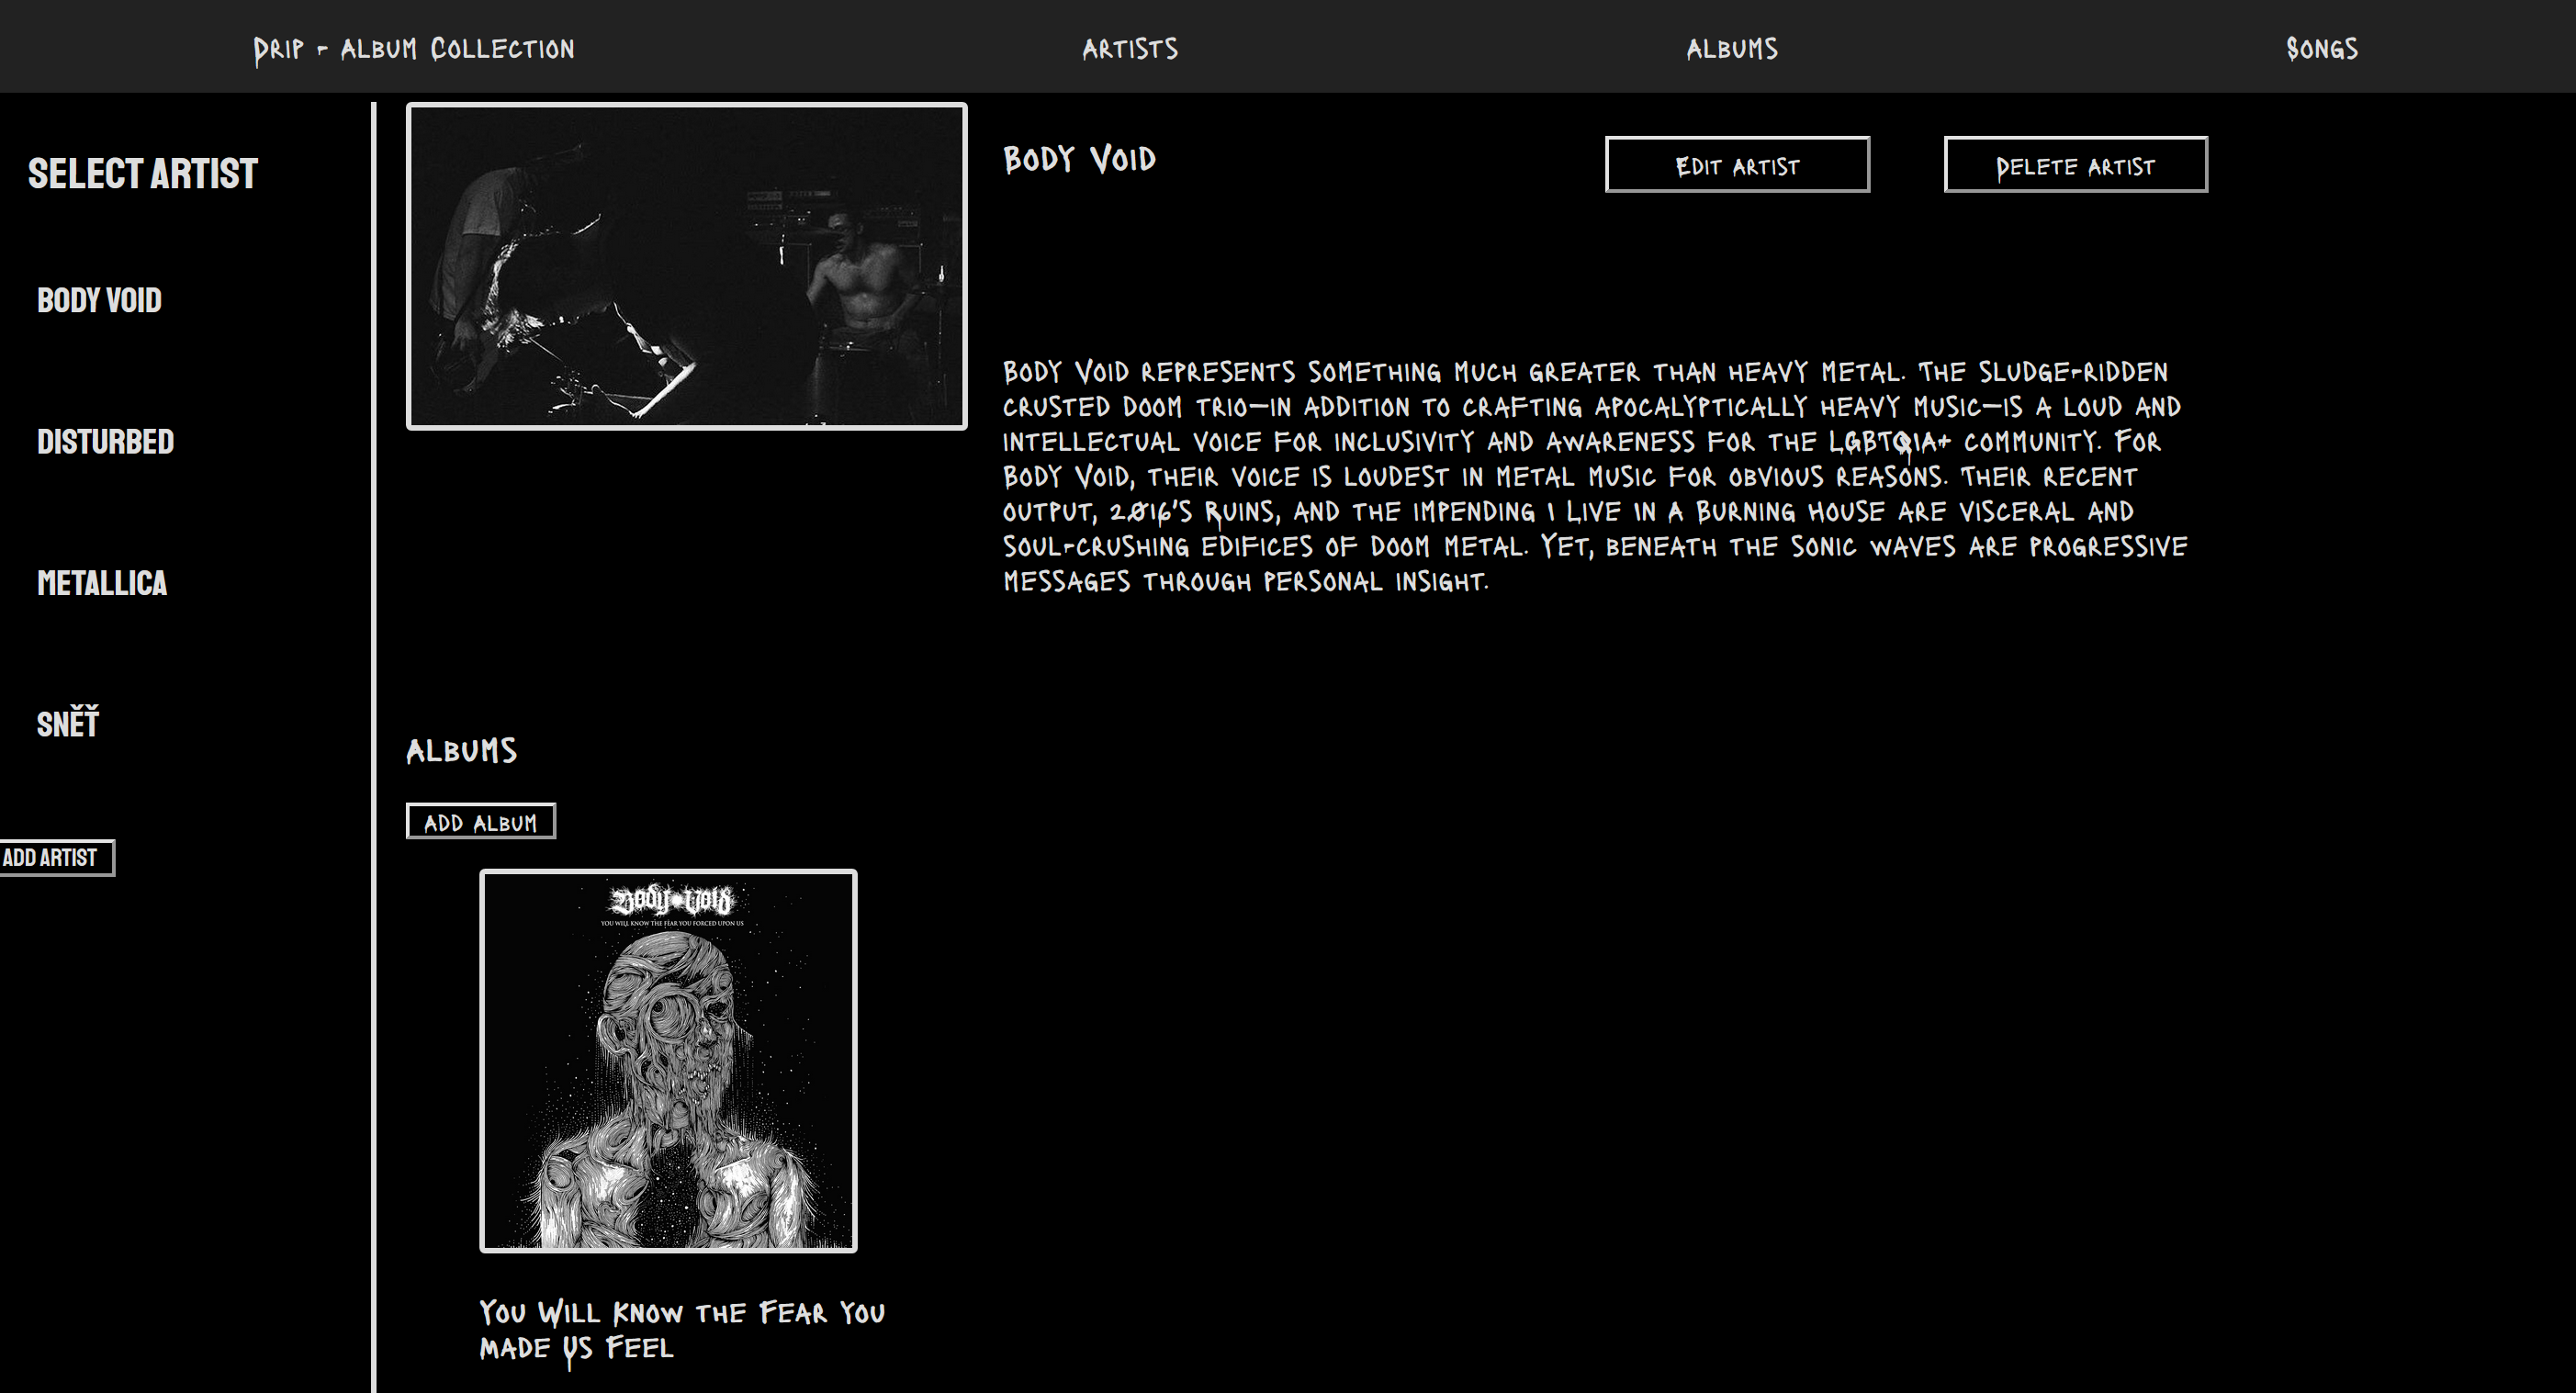 Drip - Album Collection
Artists
Albums
Songs
SELECT ARTIST
BODY VOID
DISTURBED
METALLICA
SNĚŤ
ADD ARTIST
Body Void
Edit Artist
Delete Artist
Body Void represents something much greater than heavy metal. The sludge-ridden
crusted doom trio—in addition to crafting apocalyptically heavy music—is a loud and
intellectual voice for inclusivity and awareness for the LGBTQIA+ community. For
Body Void, their voice is loudest in metal music for obvious reasons. Their recent
output, 2016's Ruins, and the impending I Live in a Burning House are visceral and
soul-crushing edifices of doom metal. Yet, beneath the sonic waves are progressive
messages through personal insight.
Albums
Add Album
Body Void
YOU WILL KNOW THE FEAR YOU FORCED UPON US
You Will Know the Fear You
Made Us Feel